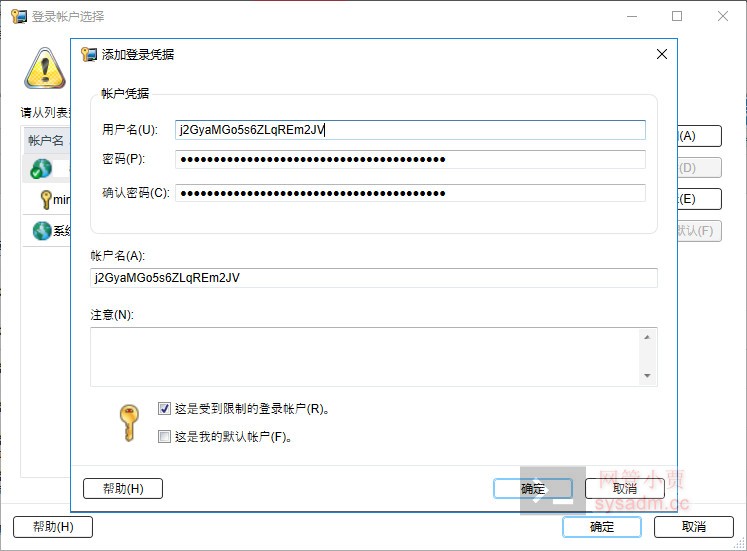 登录帐户选择
添加登录凭据
帐户凭据
请从列表
用户名(U): j2GyaMGo5s6ZLqREm2JV
(A)
帐户名
密码(P): ●●●●●●●●●●●●●●●●●●●●●●●●●●●●●●●●●●●●●●●●
(D)
确认密码(C): ●●●●●●●●●●●●●●●●●●●●●●●●●●●●●●●●●●●●●●●●
min
(E)
系统
默认(F)
帐户名(A):
j2GyaMGo5s6ZLqREm2JV
注意(N):
这是受到限制的登录帐户(R)。
这是我的默认帐户(F)。
帮助(H) 确定 取消
网管小贾
sysadm.cc
帮助(H) 确定 取消